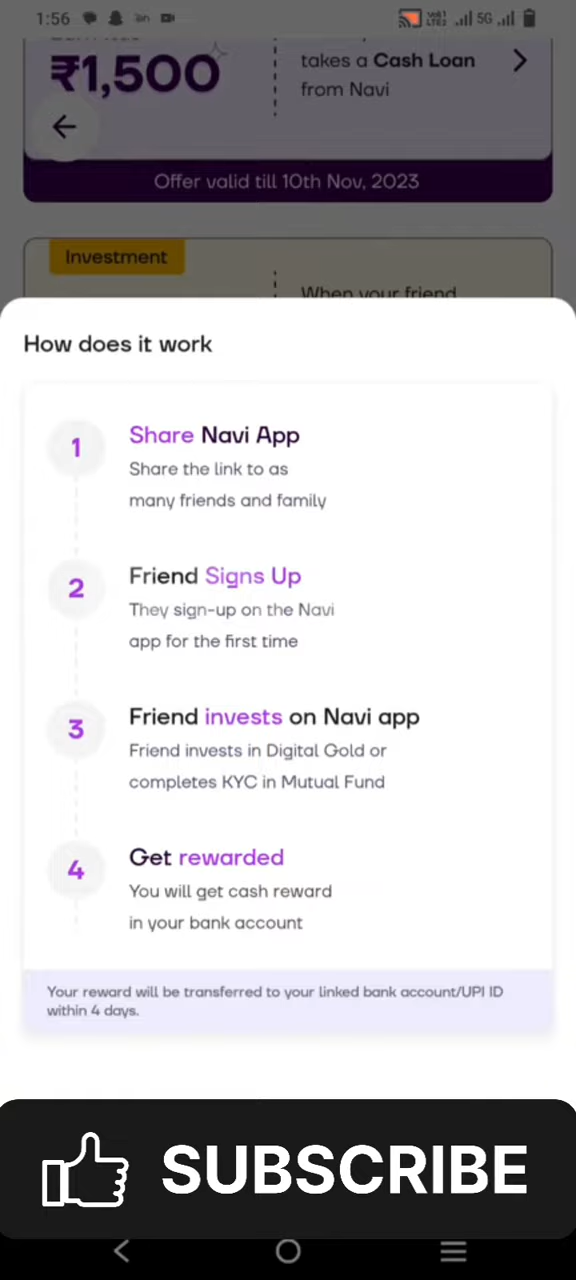 1:56
5G
₹1,500
takes a Cash Loan
from Navi
Offer valid till 10th Nov, 2023
Investment
When your friend
How does it work
1
Share Navi App
Share the link to as
many friends and family
2
Friend Signs Up
They sign-up on the Navi
app for the first time
3
Friend invests on Navi app
Friend invests in Digital Gold or
completes KYC in Mutual Fund
4
Get rewarded
You will get cash reward
in your bank account
Your reward will be transferred to your linked bank account/UPI ID
within 4 days.
SUBSCRIBE